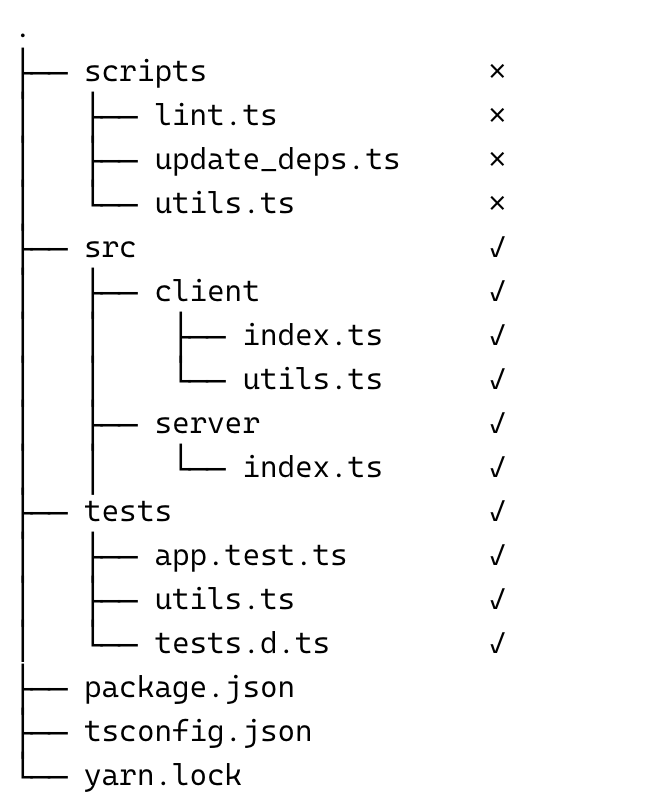 .
├── scripts ×
│   ├── lint.ts ×
│   ├── update_deps.ts ×
│   └── utils.ts ×
├── src ✓
│   ├── client ✓
│   │   ├── index.ts ✓
│   │   └── utils.ts ✓
│   ├── server ✓
│   │   └── index.ts ✓
├── tests ✓
│   ├── app.test.ts ✓
│   ├── utils.ts ✓
│   └── tests.d.ts ✓
├── package.json
├── tsconfig.json
└── yarn.lock